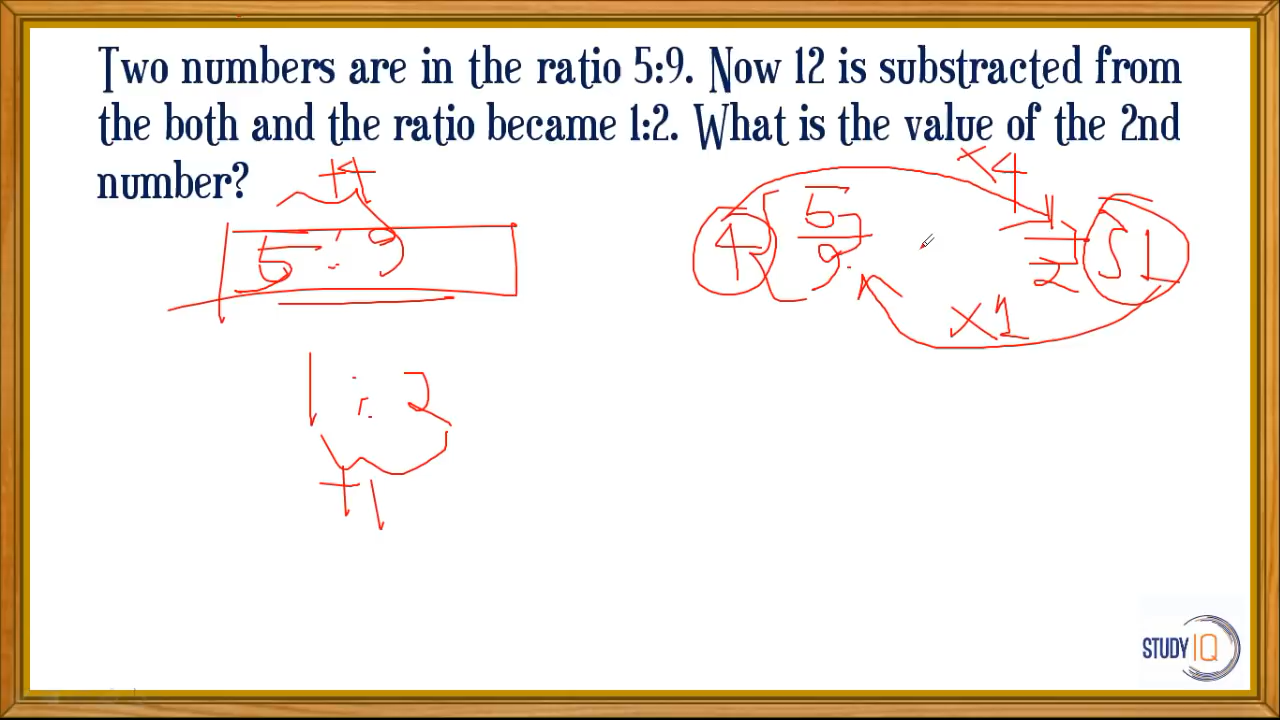 Two numbers are in the ratio 5:9. Now 12 is substracted from
the both and the ratio became 1:2. What is the value of the 2nd
number?
+4
×4
5 : 9
4 5/9
1/2 1
×1
1 : 2
+1
STUDY IQ